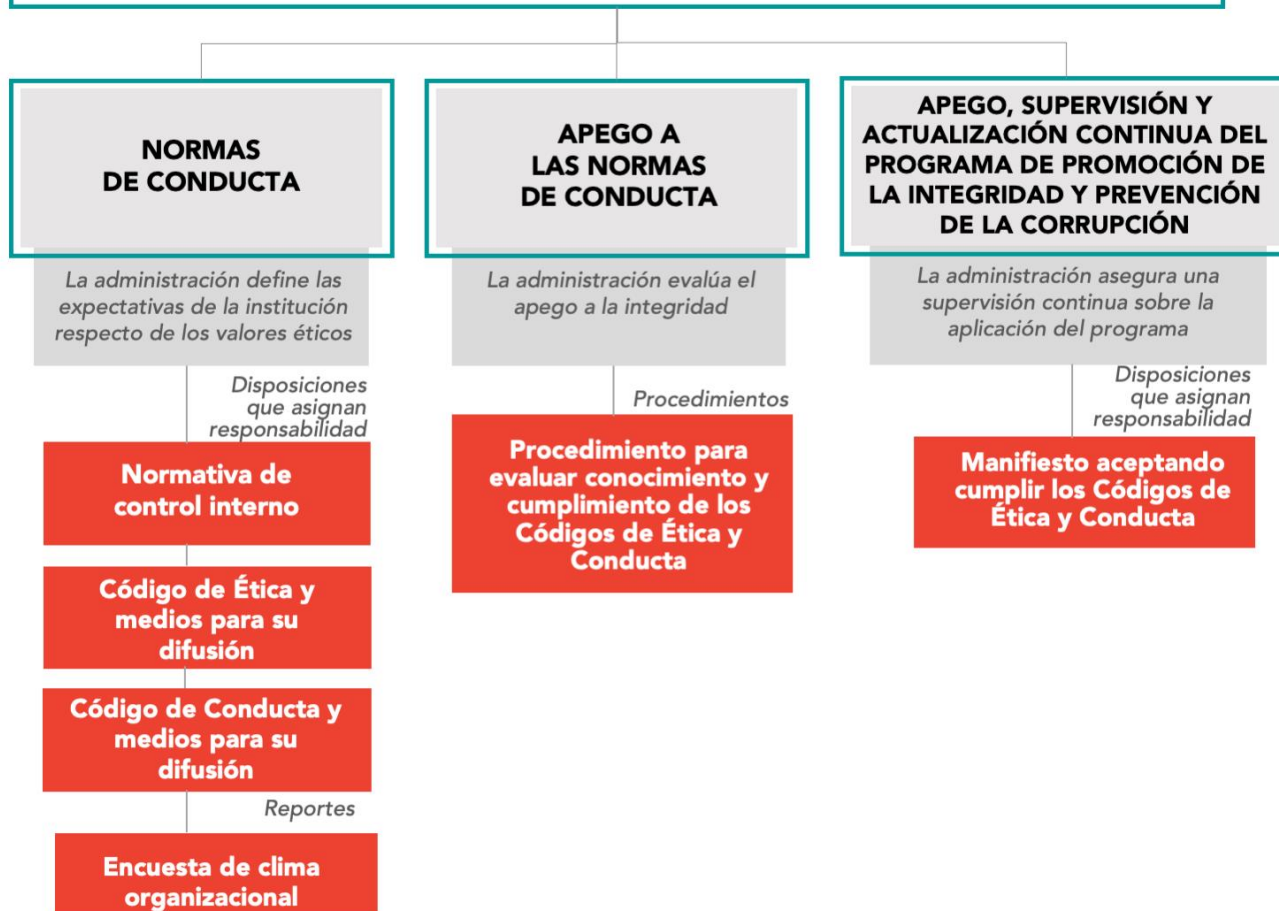 NORMAS
DE CONDUCTA
La administración define las
expectativas de la institución
respecto de los valores éticos
Disposiciones
que asignan
responsabilidad
Normativa de
control interno
Código de Ética y
medios para su
difusión
Código de Conducta y
medios para su
difusión
Reportes
Encuesta de clima
organizacional
APEGO A
LAS NORMAS
DE CONDUCTA
La administración evalúa el
apego a la integridad
Procedimientos
Procedimiento para
evaluar conocimiento y
cumplimiento de los
Códigos de Ética y
Conducta
APEGO, SUPERVISIÓN Y
ACTUALIZACIÓN CONTINUA DEL
PROGRAMA DE PROMOCIÓN DE
LA INTEGRIDAD Y PREVENCIÓN
DE LA CORRUPCIÓN
La administración asegura una
supervisión continua sobre la
aplicación del programa
Disposiciones
que asignan
responsabilidad
Manifiesto aceptando
cumplir los Códigos de
Ética y Conducta